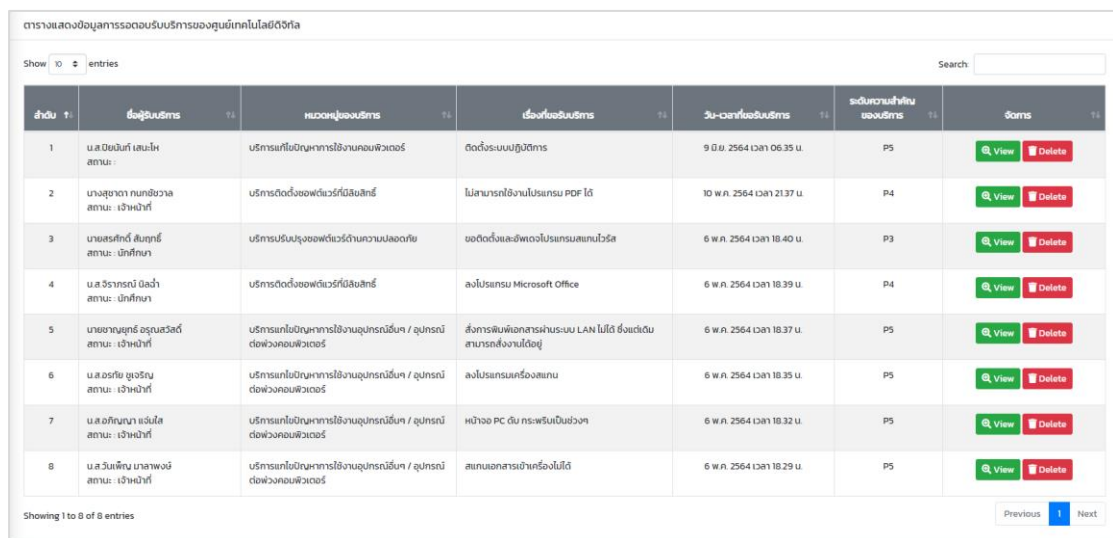 ตารางแสดงข้อมูลการรอตอบรับบริการของศูนย์เทคโนโลยีดิจิทัล
Show 10 entries
Search:
ลำดับ ชื่อผู้รับบริการ หมวดหมู่ของบริการ เรื่องที่ขอรับบริการ วัน-เวลาที่ขอรับบริการ ระดับความสำคัญ จัดการ
ของบริการ
1 น.ส.ปิยนันท์ เสนะโห บริการแก้ไขปัญหาการใช้งานคอมพิวเตอร์ ติดตั้งระบบปฏิบัติการ 9 มิ.ย. 2564 เวลา 06.35 น. P5 View Delete
สถานะ :
2 นางสุชาดา บริการติดตั้งซอฟต์แวร์ที่มีลิขสิทธิ์ ไม่สามารถใช้งานโปรแกรม PDF ได้ 10 พ.ค. 2564 เวลา 21.37 น. P4 View Delete
สถานะ : เจ้าหน้าที่
3 นายสรศักดิ์ สัมฤทธิ์ บริการปรับปรุงซอฟต์แวร์ด้านความปลอดภัย ขอติดตั้งและอัพเดจโปรแกรมสแกนไวรัส 6 พ.ค. 2564 เวลา 18.40 น. P3 View Delete
สถานะ : นักศึกษา
4 น.ส.จิราภรณ์ นิลฉ่ำ บริการติดตั้งซอฟต์แวร์ที่มีลิขสิทธิ์ ลงโปรแกรม Microsoft Office 6 พ.ค. 2564 เวลา 18.39 น. P4 View Delete
สถานะ : นักศึกษา
5 นายชาญยุทธ์ อรุณสวัสดิ์ บริการแก้ไขปัญหาการใช้งานอุปกรณ์อื่นๆ / อุปกรณ์ สั่งการพิมพ์เอกสารผ่านระบบ LAN ไม่ได้ ซึ่งแต่เดิม 6 พ.ค. 2564 เวลา 18.37 น. P5 View Delete
สถานะ : เจ้าหน้าที่ ต่อพ่วงคอมพิวเตอร์ สามารถสั่งงานได้อยู่
6 น.ส.อรทัย ชูเจริญ บริการแก้ไขปัญหาการใช้งานอุปกรณ์อื่นๆ / อุปกรณ์ ลงโปรแกรมเครื่องสแกน 6 พ.ค. 2564 เวลา 18.35 น. P5 View Delete
สถานะ : เจ้าหน้าที่ ต่อพ่วงคอมพิวเตอร์
7 น.ส.อภิญญา แจ่มใส บริการแก้ไขปัญหาการใช้งานอุปกรณ์อื่นๆ / อุปกรณ์ หน้าจอ PC ดับ กระพริบเป็นช่วงๆ 6 พ.ค. 2564 เวลา 18.32 น. P5 View Delete
สถานะ : เจ้าหน้าที่ ต่อพ่วงคอมพิวเตอร์
8 น.ส.วันเพ็ญ มาลาพงษ์ บริการแก้ไขปัญหาการใช้งานอุปกรณ์อื่นๆ / อุปกรณ์ สแกนเอกสารเข้าเครื่องไม่ได้ 6 พ.ค. 2564 เวลา 18.29 น. P5 View Delete
สถานะ : เจ้าหน้าที่ ต่อพ่วงคอมพิวเตอร์
Showing 1 to 8 of 8 entries
Previous 1 Next